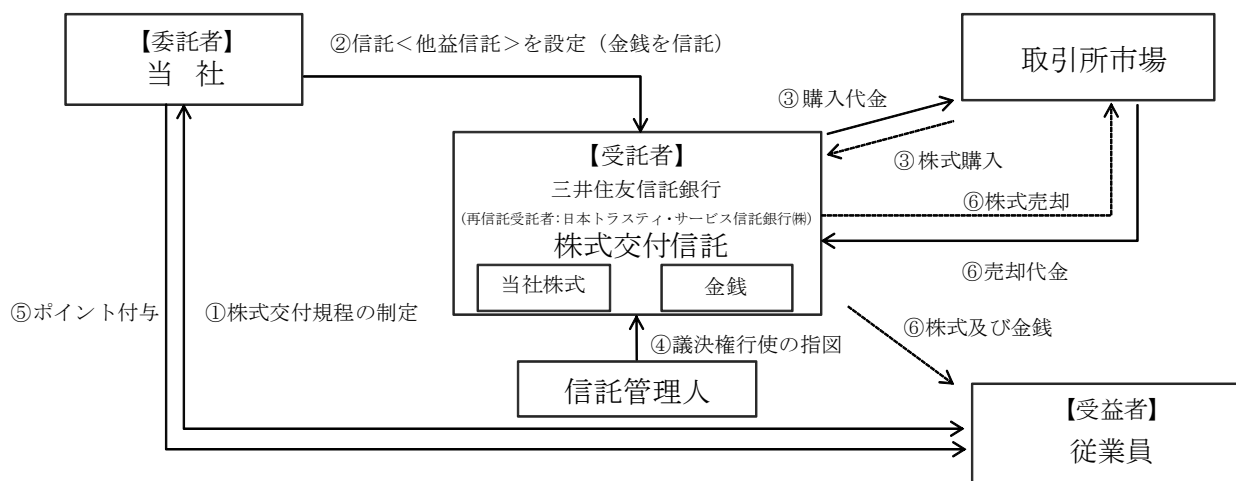 【委託者】
当 社
②信託＜他益信託＞を設定（金銭を信託）
取引所市場
③購入代金
③株式購入
【受託者】
三井住友信託銀行
(再信託受託者:日本トラスティ・サービス信託銀行㈱)
株式交付信託
当社株式
金銭
⑥株式売却
⑥売却代金
⑤ポイント付与
①株式交付規程の制定
④議決権行使の指図
⑥株式及び金銭
信託管理人
【受益者】
従業員